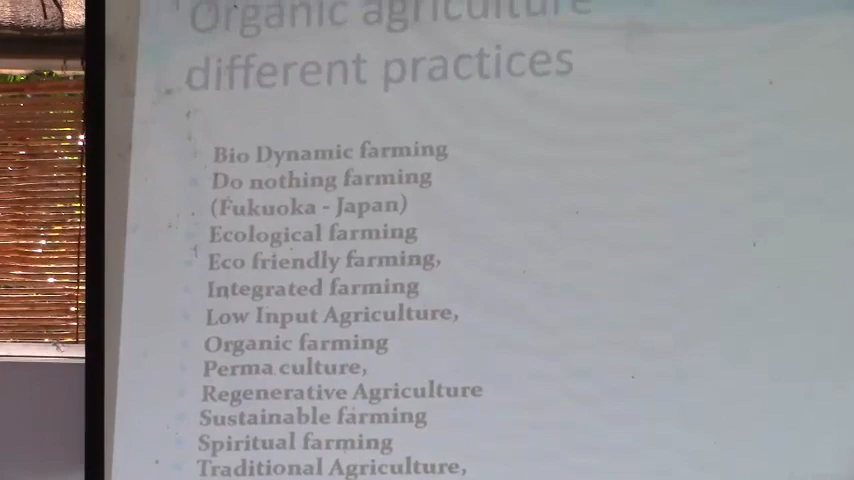 Organic agriculture
different practices
Bio Dynamic farming
Do nothing farming
(Fukuoka - Japan)
Ecological farming
Eco friendly farming,
Integrated farming
Low Input Agriculture,
Organic farming
Perma culture,
Regenerative Agriculture
Sustainable farming
Spiritual farming
Traditional Agriculture,